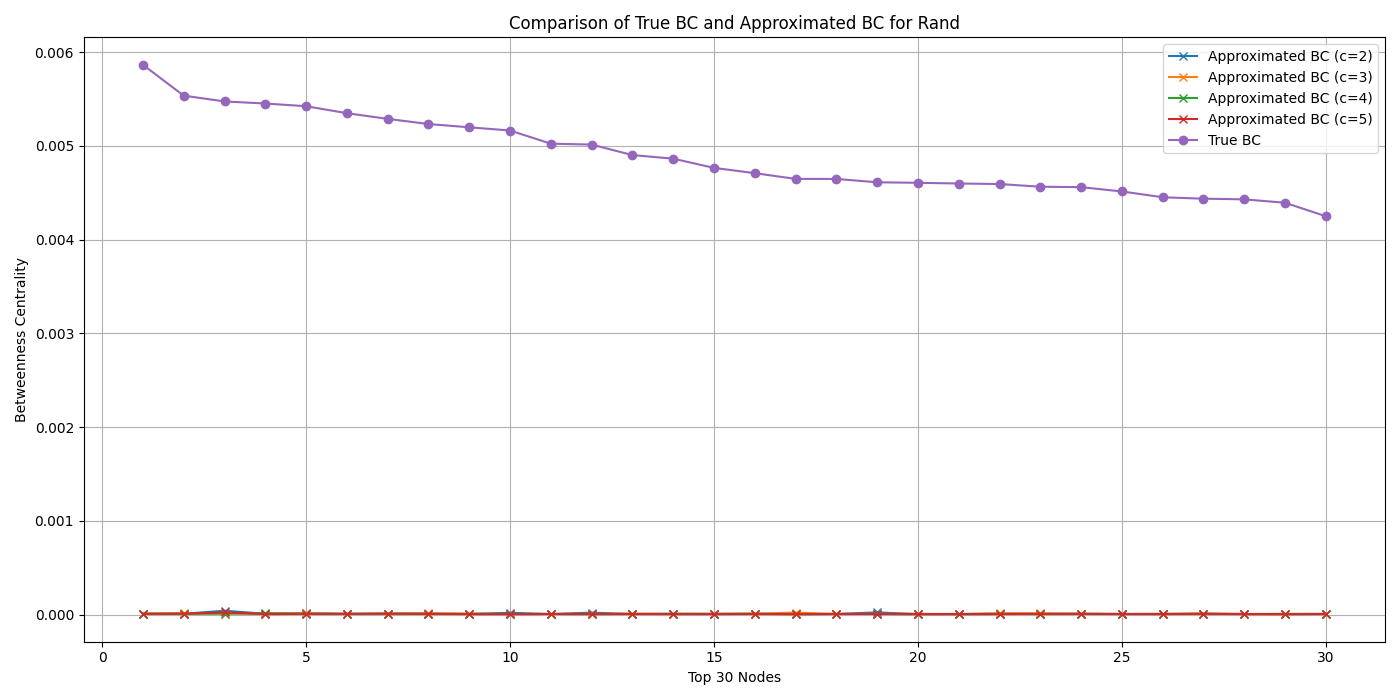 Comparison of True BC and Approximated BC for Rand
Approximated BC (c=2)
Approximated BC (c=3)
Approximated BC (c=4)
Approximated BC (c=5)
True BC
Betweenness Centrality
0.006
0.005
0.004
0.003
0.002
0.001
0.000
0 5 10 15 20 25 30
Top 30 Nodes